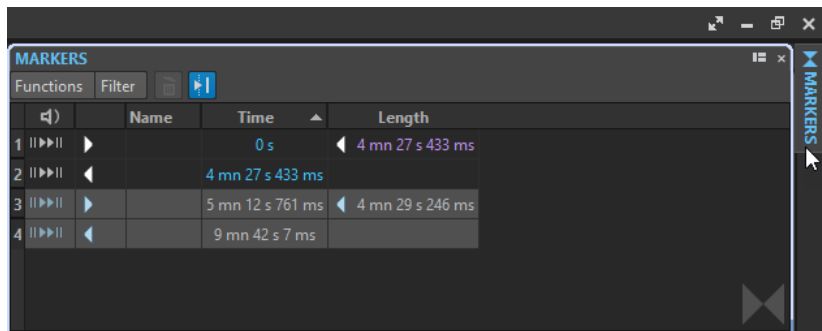 MARKERS
Functions Filter
Name Time Length
1 0 s 4 mn 27 s 433 ms
2 4 mn 27 s 433 ms
3 5 mn 12 s 761 ms 4 mn 29 s 246 ms
4 9 mn 42 s 7 ms
MARKERS